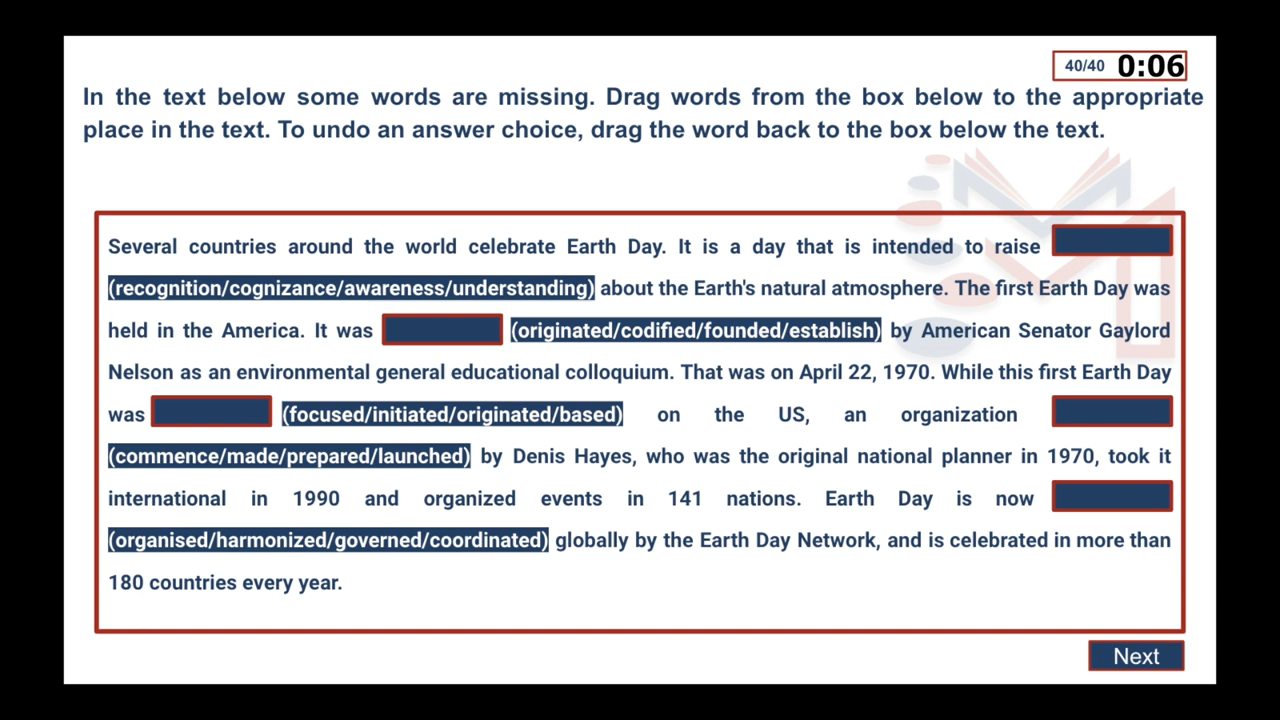 40/40 0:06
In the text below some words are missing. Drag words from the box below to the appropriate
place in the text. To undo an answer choice, drag the word back to the box below the text.
Several countries around the world celebrate Earth Day. It is a day that is intended to raise
(recognition/cognizance/awareness/understanding) about the Earth's natural atmosphere. The first Earth Day was
held in the America. It was (originated/codified/founded/establish) by American Senator Gaylord
Nelson as an environmental general educational colloquium. That was on April 22, 1970. While this first Earth Day
was (focused/initiated/originated/based) on the US, an organization
(commence/made/prepared/launched) by Denis Hayes, who was the original national planner in 1970, took it
international in 1990 and organized events in 141 nations. Earth Day is now
(organised/harmonized/governed/coordinated) globally by the Earth Day Network, and is celebrated in more than
180 countries every year.
Next